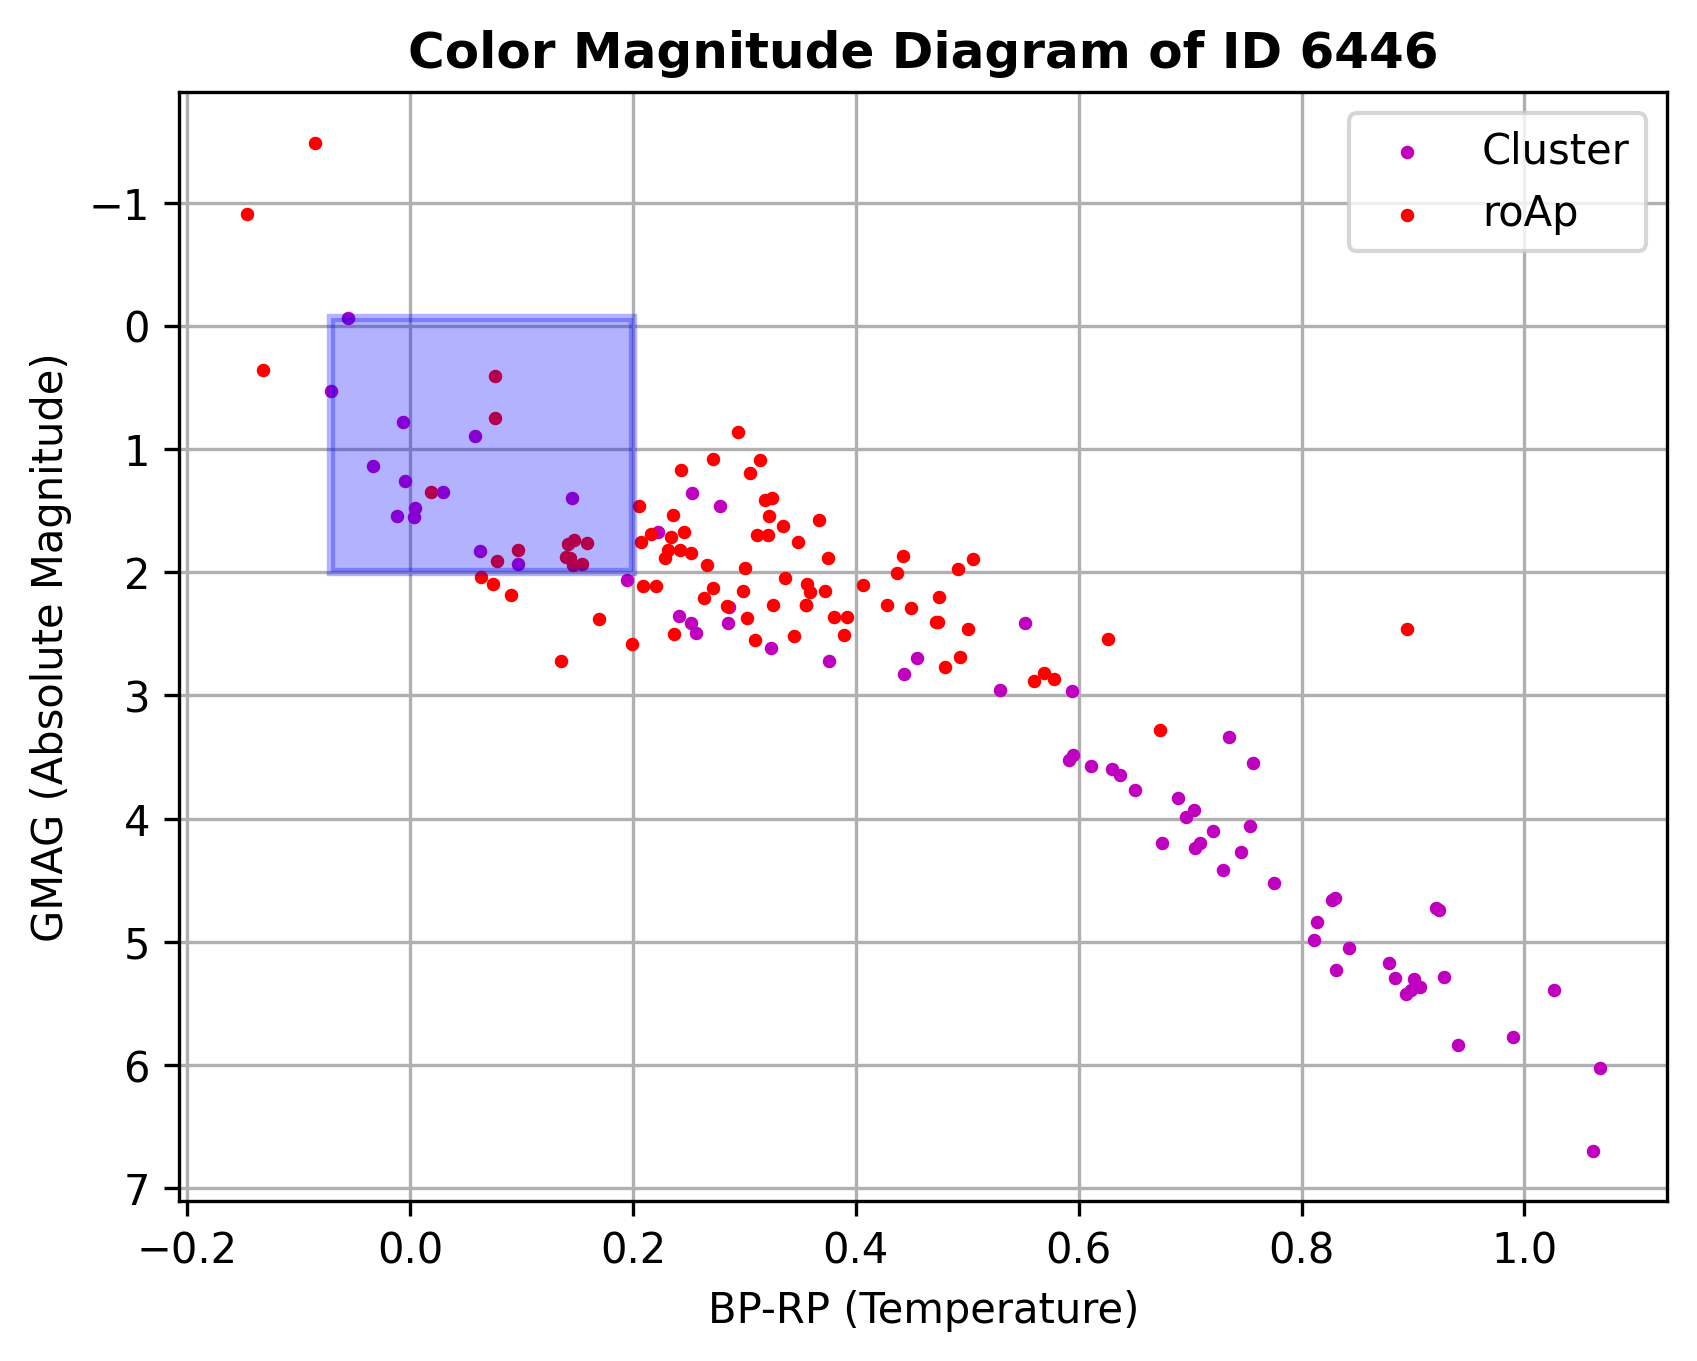 Color Magnitude Diagram of ID 6446
Cluster
roAp
−1
0
1
2
3
4
5
6
7
GMAG (Absolute Magnitude)
−0.2 0.0 0.2 0.4 0.6 0.8 1.0
BP-RP (Temperature)